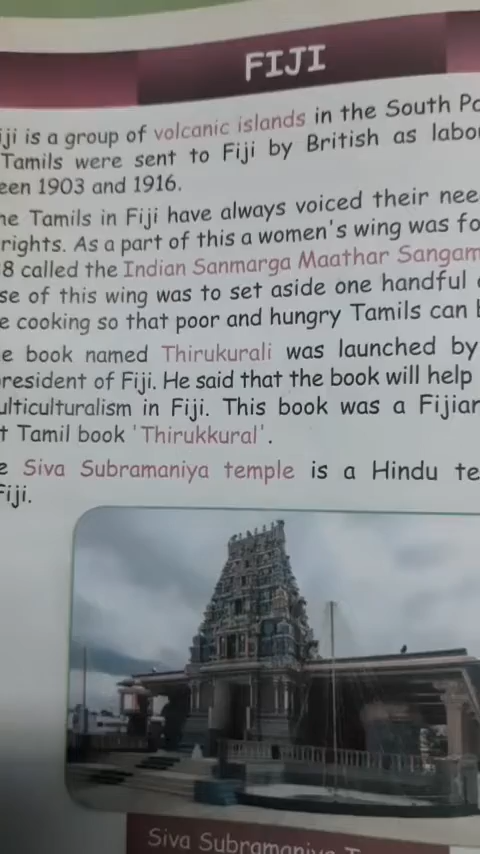 FIJI
iji is a group of volcanic islands in the South Pa
Tamils were sent to Fiji by British as labo
een 1903 and 1916.
he Tamils in Fiji have always voiced their nee
rights. As a part of this a women's wing was fo
8 called the Indian Sanmarga Maathar Sangam
se of this wing was to set aside one handful
e cooking so that poor and hungry Tamils can b
e book named Thirukurali was launched by
resident of Fiji. He said that the book will help
ulticulturalism in Fiji. This book was a Fijian
t Tamil book 'Thirukkural'.
e Siva Subramaniya temple is a Hindu te
Fiji.
Siva Subramaniya T